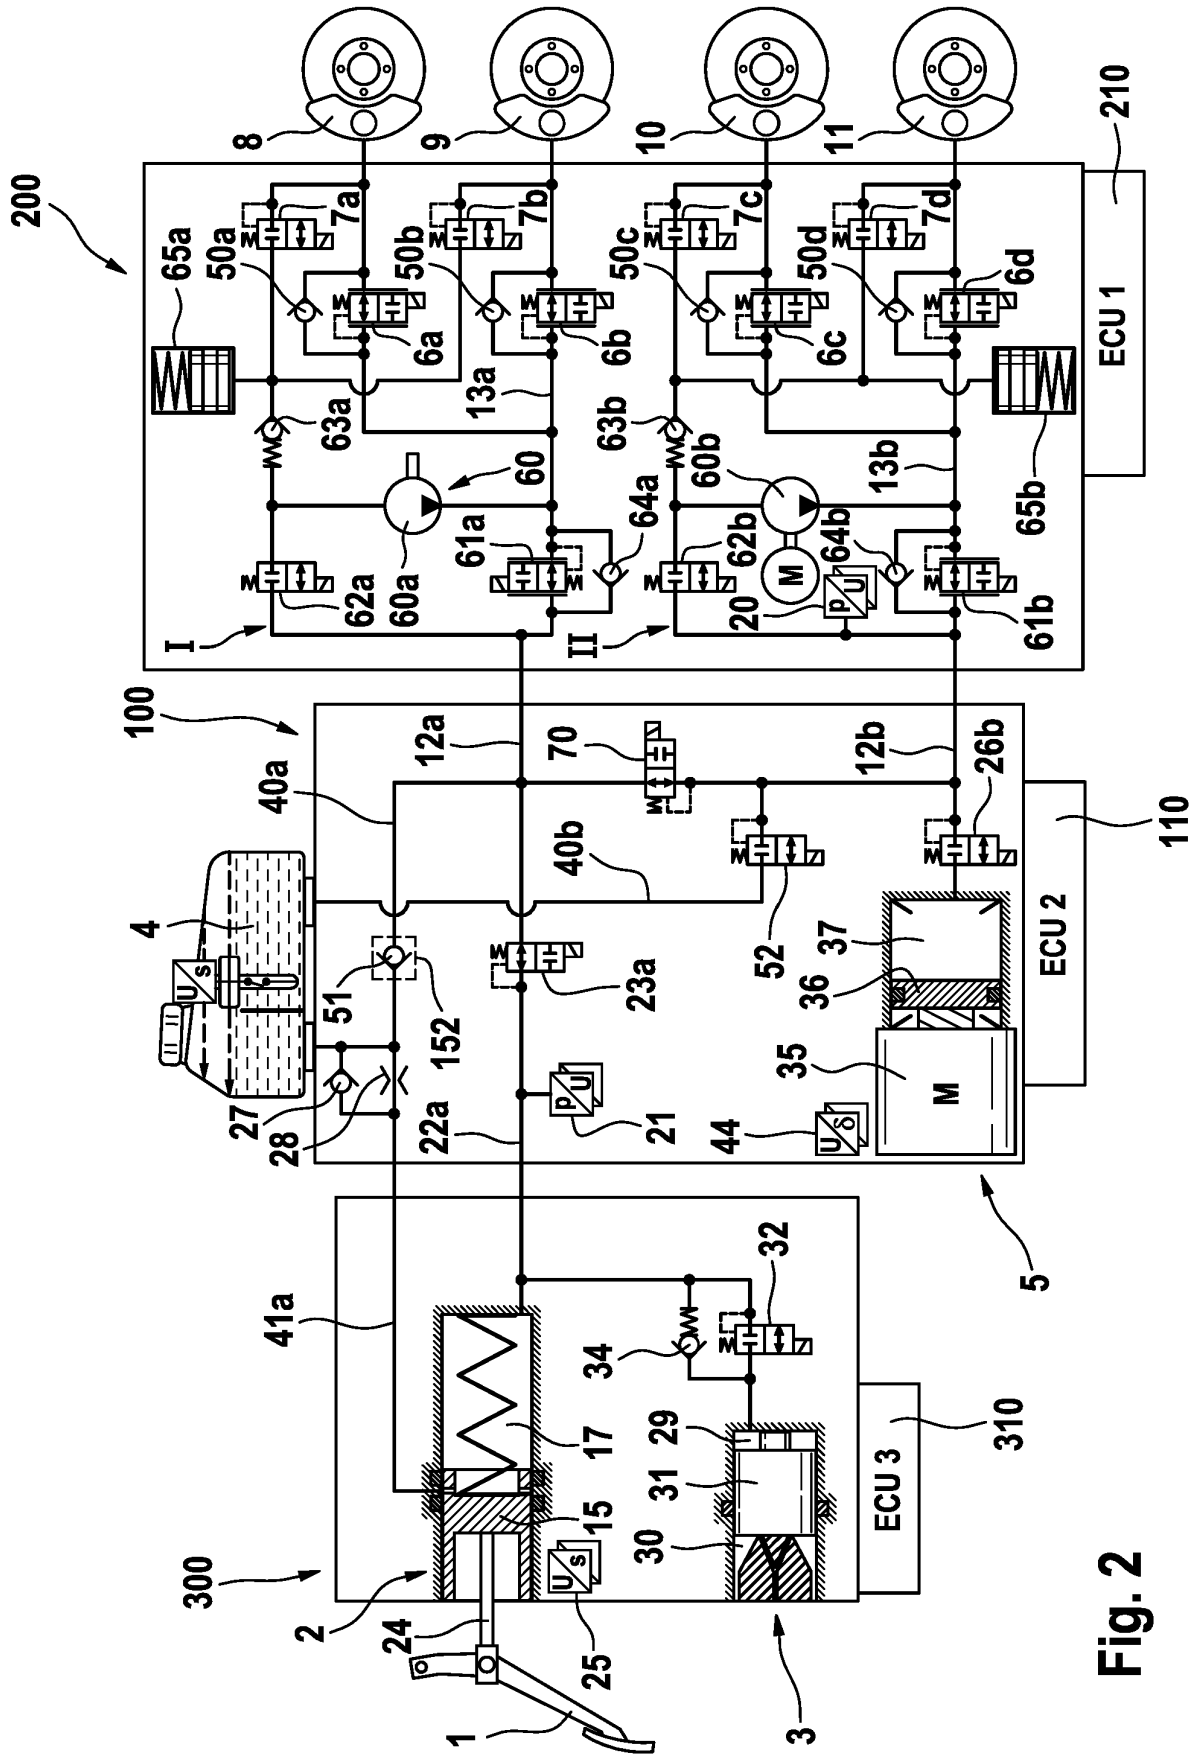 200
65a
50a
7a
8
6a
63a
50b
7b
9
6b
13a
60
64a
61a
60a
62a
I
II
50c
7c
10
6c
63b
60b
62b
M
20
p
U
64b
50d
7d
11
6d
13b
65b
61b
ECU 1
210
100
40a
12a
70
40b
12b
26b
4
U
s
51
152
23a
52
37
36
35
M
ECU 2
110
27
28
22a
p
U
21
44
U
δ
5
41a
32
34
17
15
29
31
30
ECU 3
310
300
2
24
U
s
25
1
3
Fig. 2